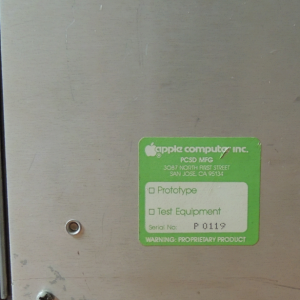 apple computer inc.
PCSD MFG
3087 NORTH FIRST STREET
SAN JOSE, CA 95134
Prototype
Test Equipment
Serial No. P 0119
WARNING: PROPRIETARY PRODUCT